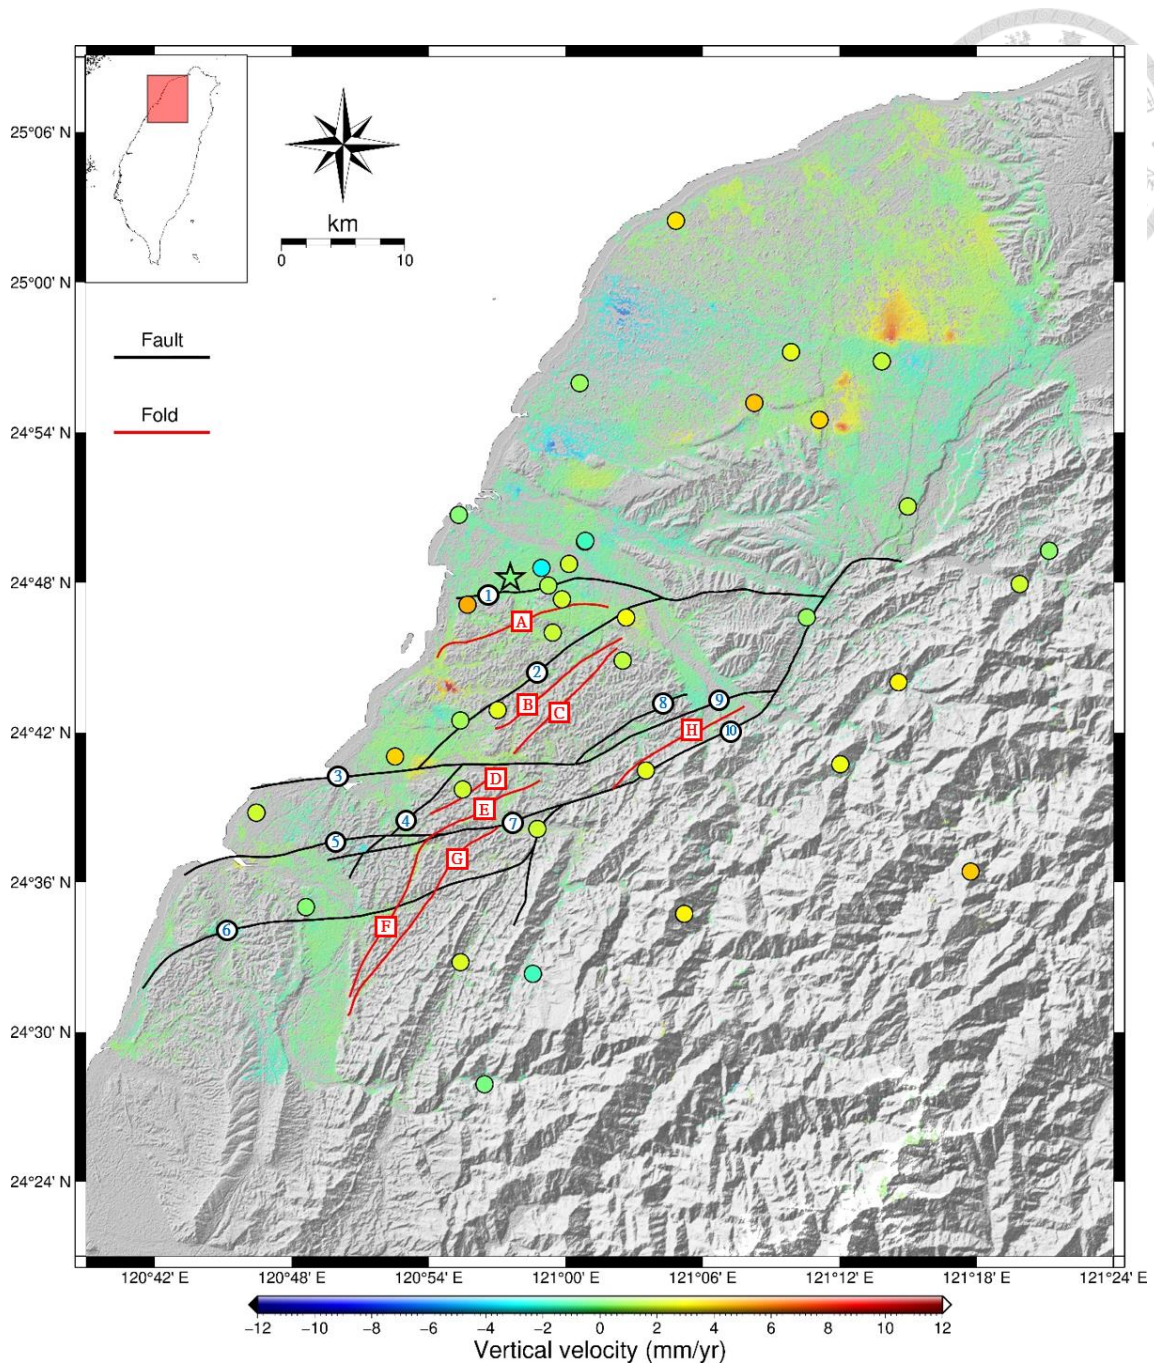 25°06' N
25°00' N
24°54' N
24°48' N
24°42' N
24°36' N
24°30' N
24°24' N
km
0 10
Fault
Fold
1
A
2
B
C
8
9
H
10
3
D
E
4
7
5
G
F
6
120°42' E 120°48' E 120°54' E 121°00' E 121°06' E 121°12' E 121°18' E 121°24' E
−12 −10 −8 −6 −4 −2 0 2 4 6 8 10 12
Vertical velocity (mm/yr)